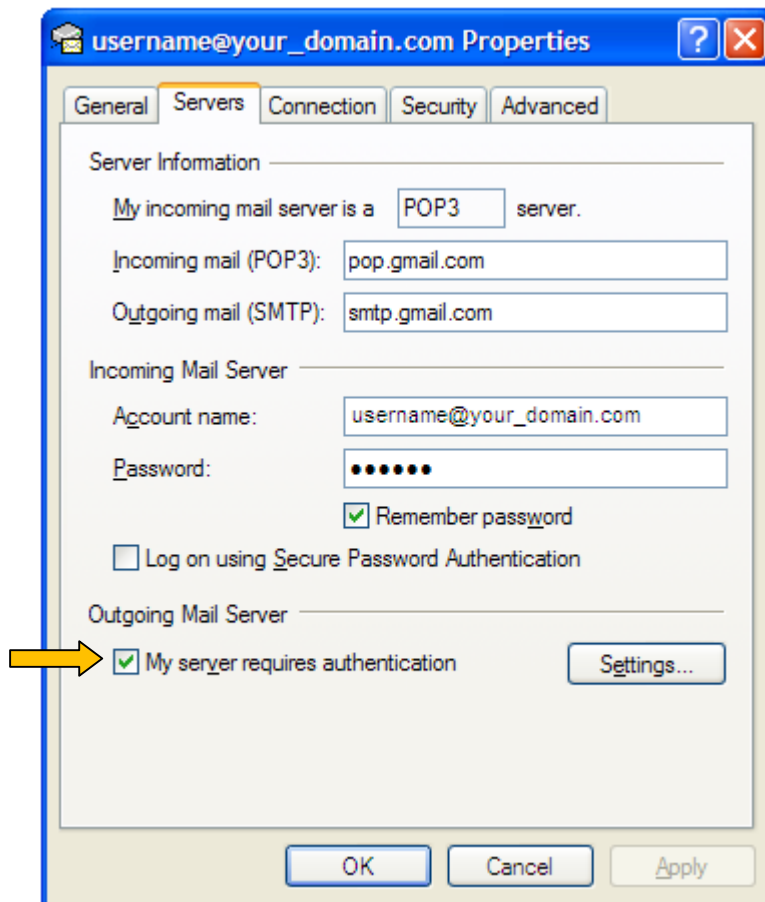 username@your_domain.com Properties
General Servers Connection Security Advanced
Server Information
My incoming mail server is a POP3 server.
Incoming mail (POP3): pop.gmail.com
Outgoing mail (SMTP): smtp.gmail.com
Incoming Mail Server
Account name: username@your_domain.com
Password: ●●●●●●
Remember password
Log on using Secure Password Authentication
Outgoing Mail Server
My server requires authentication Settings...
OK Cancel Apply